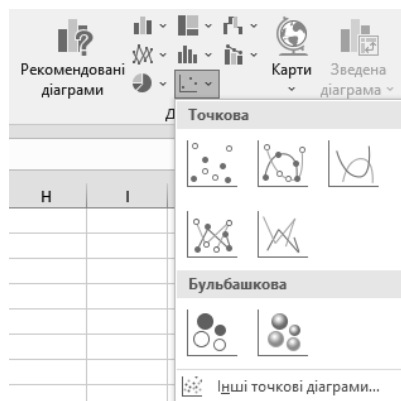 Рекомендовані
діаграми
Карти
Зведена
діаграма
Д
Точкова
H I
Бульбашкова
Інші точкові діаграми...